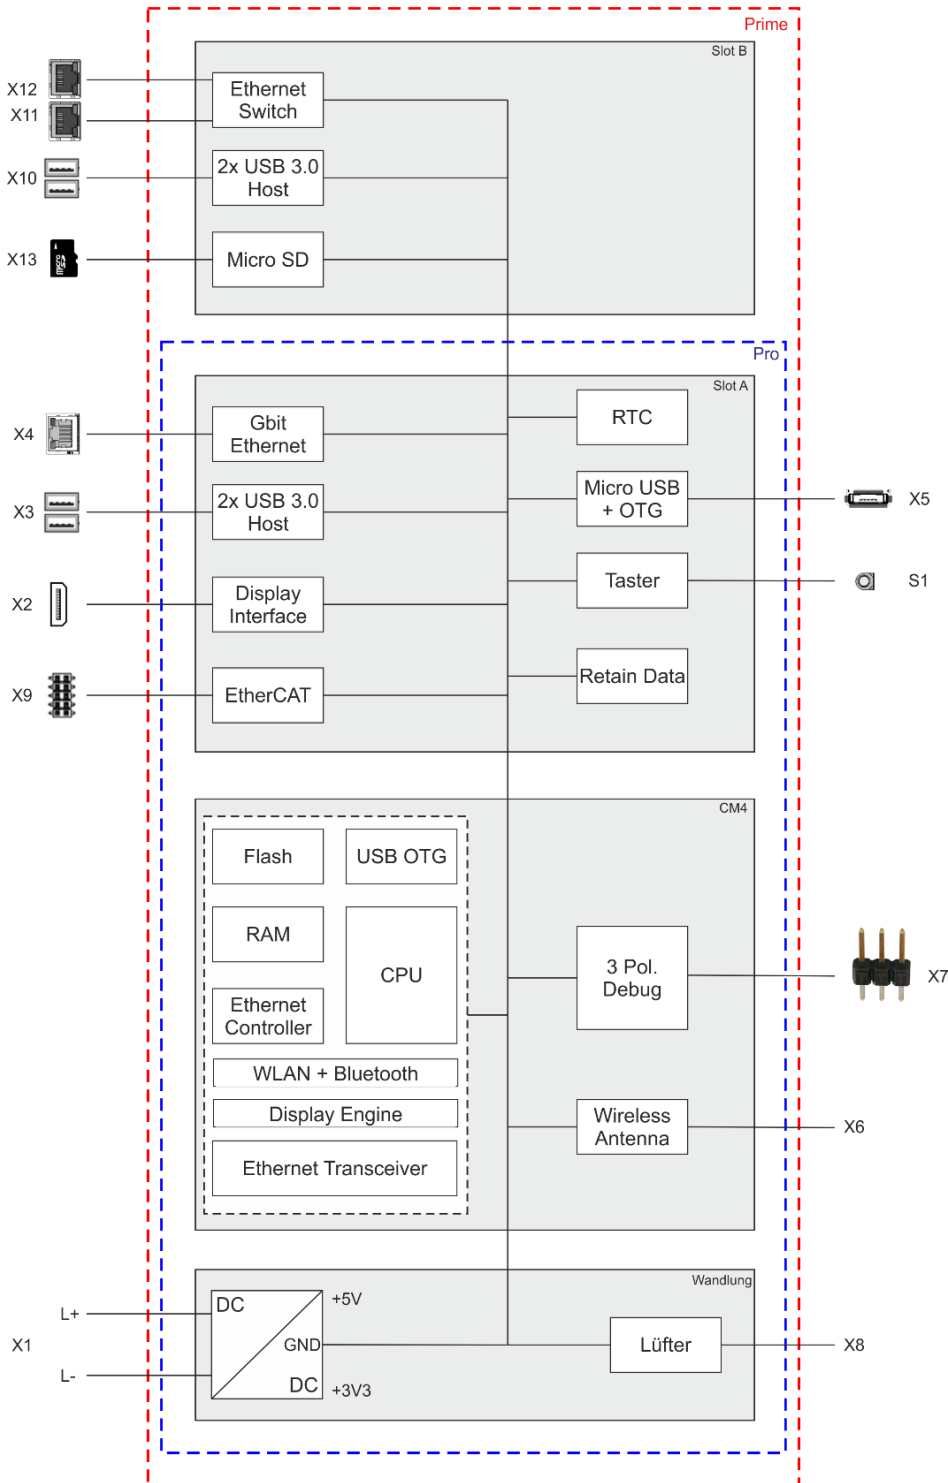 Prime
Slot B
X12
Ethernet
Switch
X11
X10
2x USB 3.0
Host
X13
Micro SD
Pro
Slot A
X4
Gbit
Ethernet
RTC
X3
2x USB 3.0
Host
Micro USB
+ OTG
X5
X2
Display
Interface
Taster
S1
X9
EtherCAT
Retain Data
CM4
Flash
USB OTG
RAM
CPU
Ethernet
Controller
3 Pol.
Debug
X7
WLAN + Bluetooth
Display Engine
Ethernet Transceiver
Wireless
Antenna
X6
Wandlung
L+
DC
+5V
X1
GND
Lüfter
X8
L-
DC
+3V3